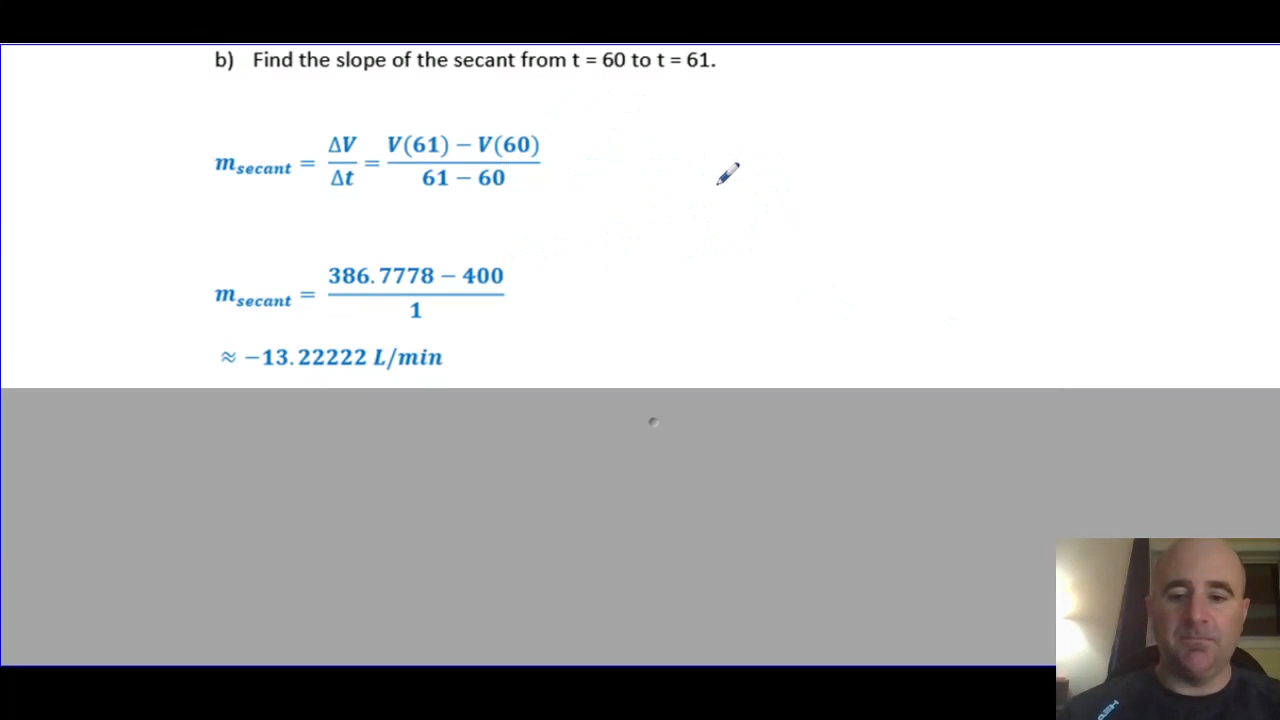 b) Find the slope of the secant from t = 60 to t = 61.
m_secant = ΔV/Δt = (V(61) − V(60))/(61 − 60)
m_secant = (386.7778 − 400)/1
≈ −13.22222 L/min